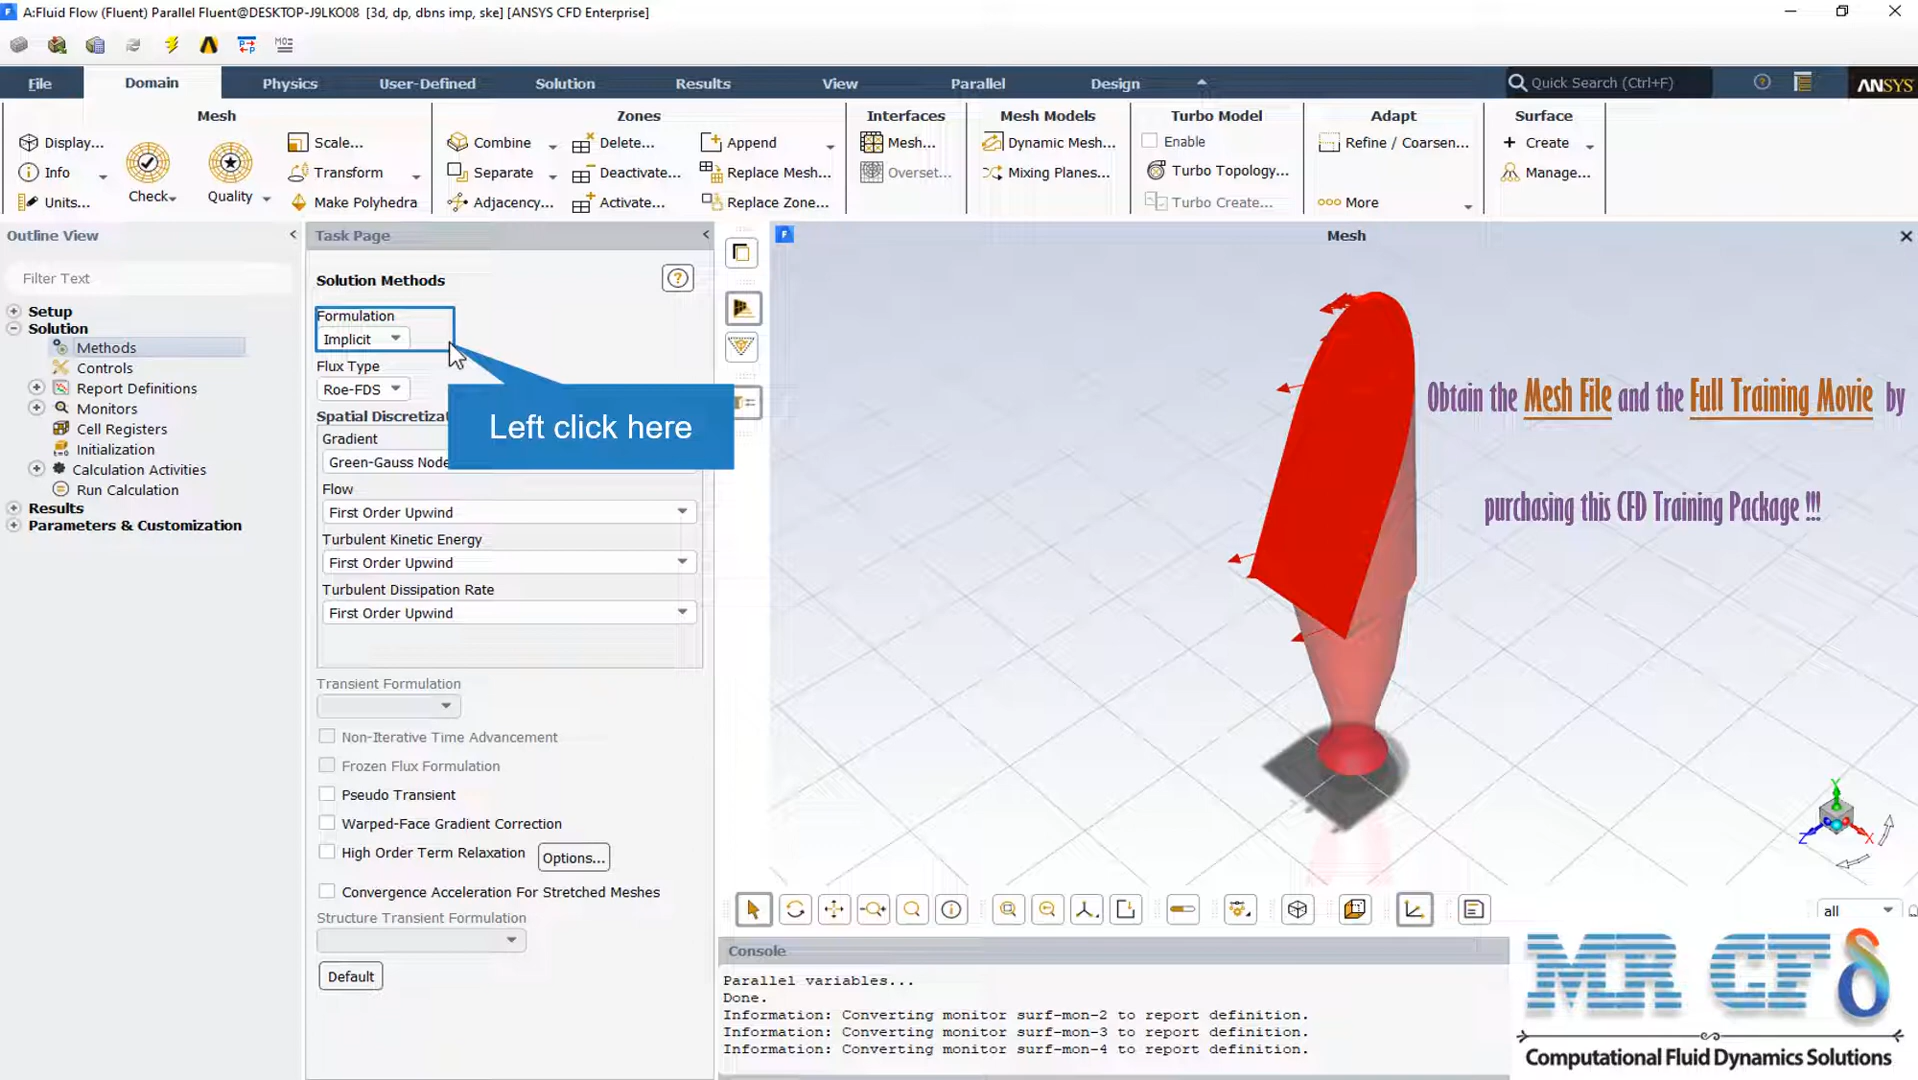 A:Fluid Flow (Fluent) Parallel Fluent@DESKTOP-J9LKO08 [3d, dp, dbns imp, ske] [ANSYS CFD Enterprise]
File Domain Physics User-Defined Solution Results View Parallel Design Quick Search (Ctrl+F) ANSYS
Mesh Zones Interfaces Mesh Models Turbo Model Adapt Surface
Display... Scale... Combine Delete... Append Mesh... Dynamic Mesh... Enable Refine / Coarsen... Create
Info Transform Separate Deactivate... Replace Mesh... Overset... Mixing Planes... Turbo Topology... Manage...
Units... Check Quality Make Polyhedra Adjacency... Activate... Replace Zone... Turbo Create... More
Outline View
Filter Text
Setup
Solution
Methods
Controls
Report Definitions
Monitors
Cell Registers
Initialization
Calculation Activities
Run Calculation
Results
Parameters & Customization
Task Page
Solution Methods
Formulation
Implicit
Flux Type
Roe-FDS
Spatial Discretiza
Gradient
Green-Gauss Node
Flow
First Order Upwind
Turbulent Kinetic Energy
First Order Upwind
Turbulent Dissipation Rate
First Order Upwind
Transient Formulation
Non-Iterative Time Advancement
Frozen Flux Formulation
Pseudo Transient
Warped-Face Gradient Correction
High Order Term Relaxation Options...
Convergence Acceleration For Stretched Meshes
Structure Transient Formulation
Default
Left click here
Mesh
Obtain the Mesh File and the Full Training Movie by
purchasing this CFD Training Package !!!
Y
Z X
all
Console
Parallel variables...
Done.
Information: Converting monitor surf-mon-2 to report definition.
Information: Converting monitor surf-mon-3 to report definition.
Information: Converting monitor surf-mon-4 to report definition.
MR CFδ
Computational Fluid Dynamics Solutions